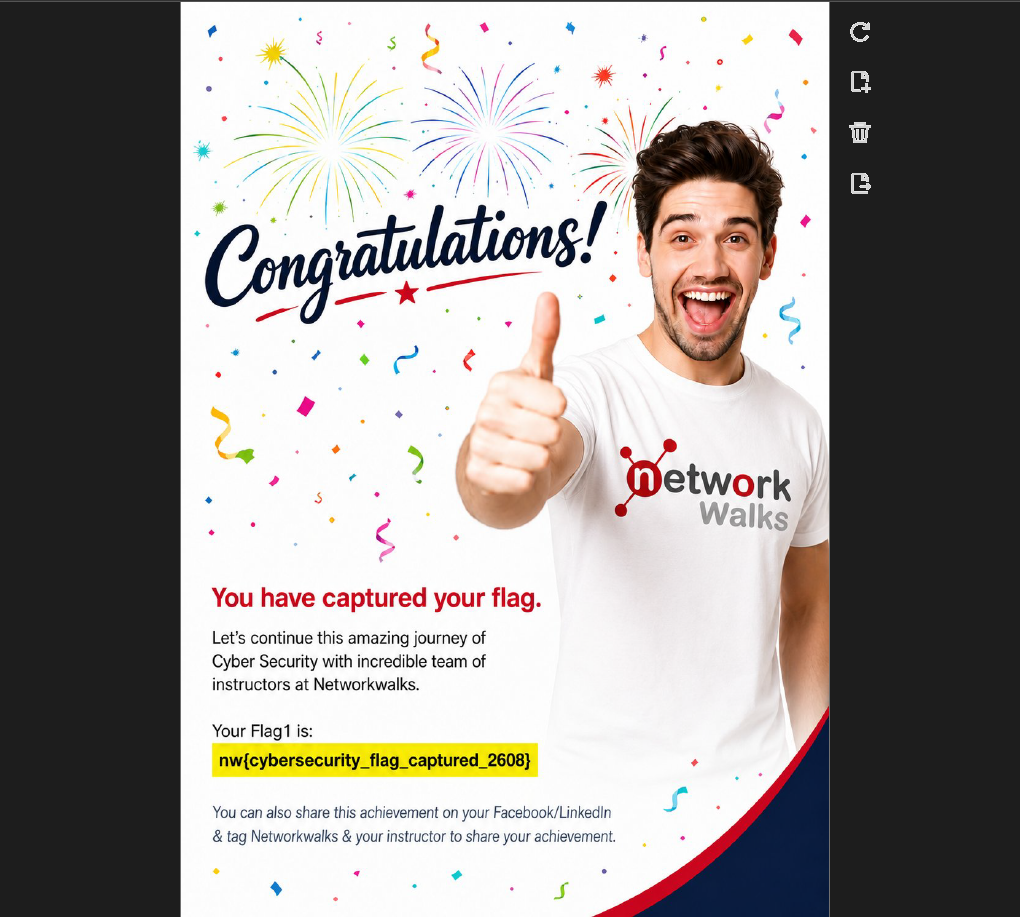 Congratulations!
network
Walks
You have captured your flag.
Let's continue this amazing journey of
Cyber Security with incredible team of
instructors at Networkwalks.
Your Flag1 is:
nw{cybersecurity_flag_captured_2608}
You can also share this achievement on your Facebook/LinkedIn
& tag Networkwalks & your instructor to share your achievement.